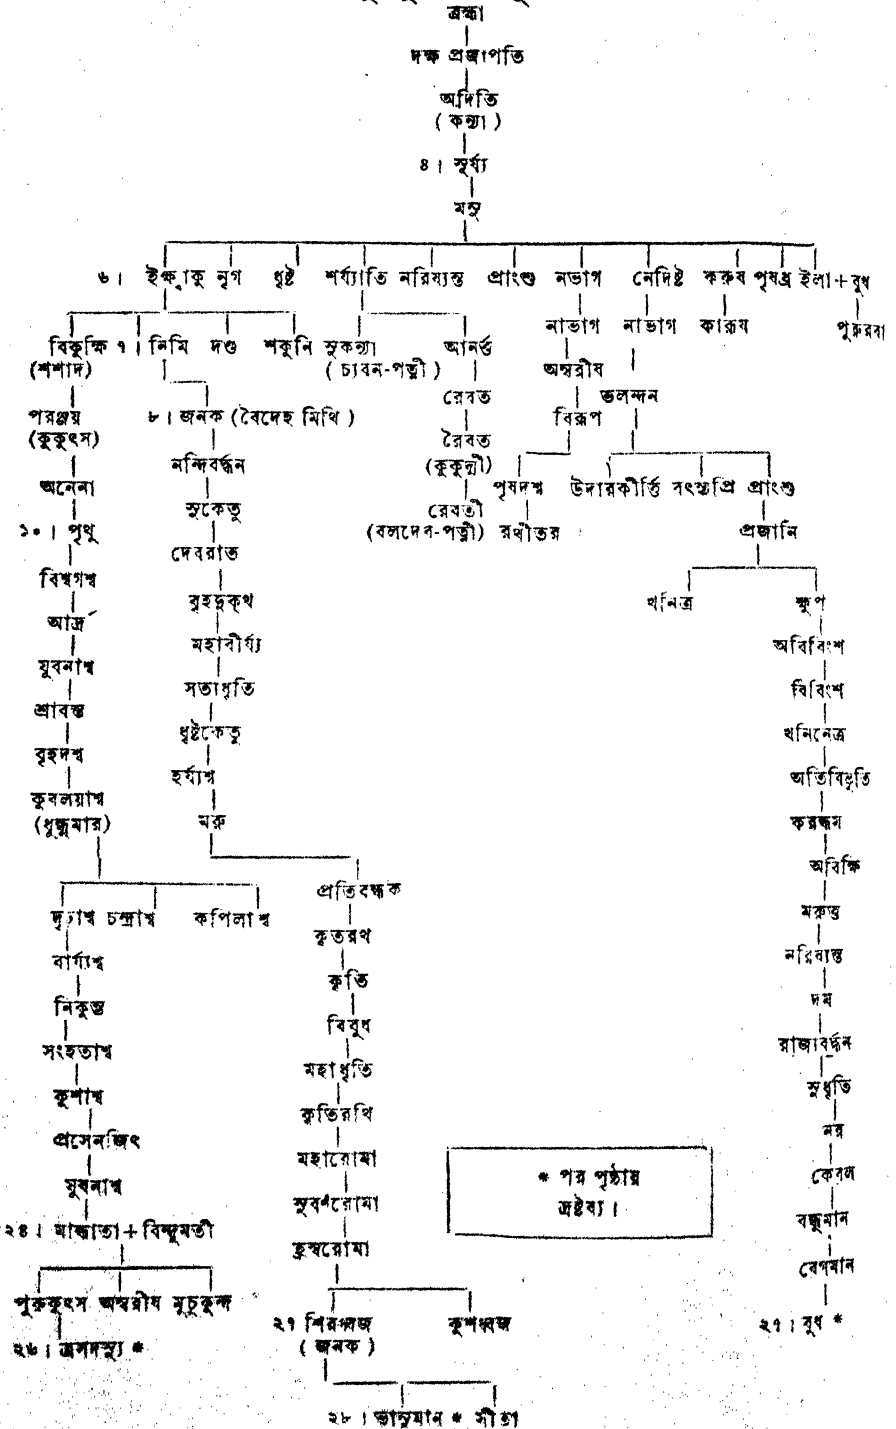 ব্রহ্মা
দক্ষ প্রজাপতি
অদিতি
( কন্যা )
৪। সূর্য্য
মনু
৬। ইক্ষ্বাকু নৃগ ধৃষ্ট শর্য্যাতি নরিষ্যন্ত প্রাংশু নভাগ নেদিষ্ট করুষ পৃষধ্র ইলা + বুধ
নাভাগ নাভাগ কারূষ পুরুরবা
বিকুক্ষি ৭। নিমি দণ্ড শকুনি সুকন্যা আনর্ত্ত
(শশাদ) ( চ্যবন-পত্নী ) অম্বরীষ
রেবত ভলন্দন
পরঞ্জয় ৮। জনক (বৈদেহ মিথি ) বিরূপ
(কুকুৎস) রৈবত
নন্দিবর্দ্ধন (কুকুদ্মী)
অনেনা পৃষদশ্ব উদারকীর্ত্তি বৎসপ্রি প্রাংশু
সুকেতু রেবতী
১০। পৃথু (বলদেব-পত্নী) রথীতর প্রজানি
দেবরাত
বিশ্বগশ্ব
বৃহদুকথ খনিত্র ক্ষুপ
আর্দ্র
মহাবীর্য্য অবিবিংশ
যুবনাশ্ব
সত্যধৃতি বিবিংশ
শ্রাবস্ত
ধৃষ্টকেতু খনিনেত্র
বৃহদশ্ব
হর্য্যশ্ব অতিবিভূতি
কুবলয়াশ্ব
(ধুন্ধুমার) মরু করন্ধম
অবিক্ষি
প্রতিবন্ধক
দৃঢ়াশ্ব চন্দ্রাশ্ব কপিলাশ্ব মরুত্ত
কৃতরথ
বার্য্যশ্ব নরিষ্যন্ত
কৃতি
নিকুম্ভ দম
বিবুধ
সংহতাশ্ব রাজ্যবর্দ্ধন
মহাধৃতি
কৃশাশ্ব সুধৃতি
কৃতিরথি
প্রসেনজিৎ নর
মহারোমা
যুবনাশ্ব * পর পৃষ্ঠায় কেবল
সুবর্ণরোমা দ্রষ্টব্য।
২৪। মান্ধাতা + বিন্দুমতী বন্ধুমান
হ্রস্বরোমা
বেগমান
পুরুকুৎস অম্বরীষ মুচুকুন্দ
২৭ শিরধ্বজ কুশধ্বজ ২৭। বুধ *
২৬। ত্রসদস্যু * ( জনক )
২৮। ভানুমান * সীতা